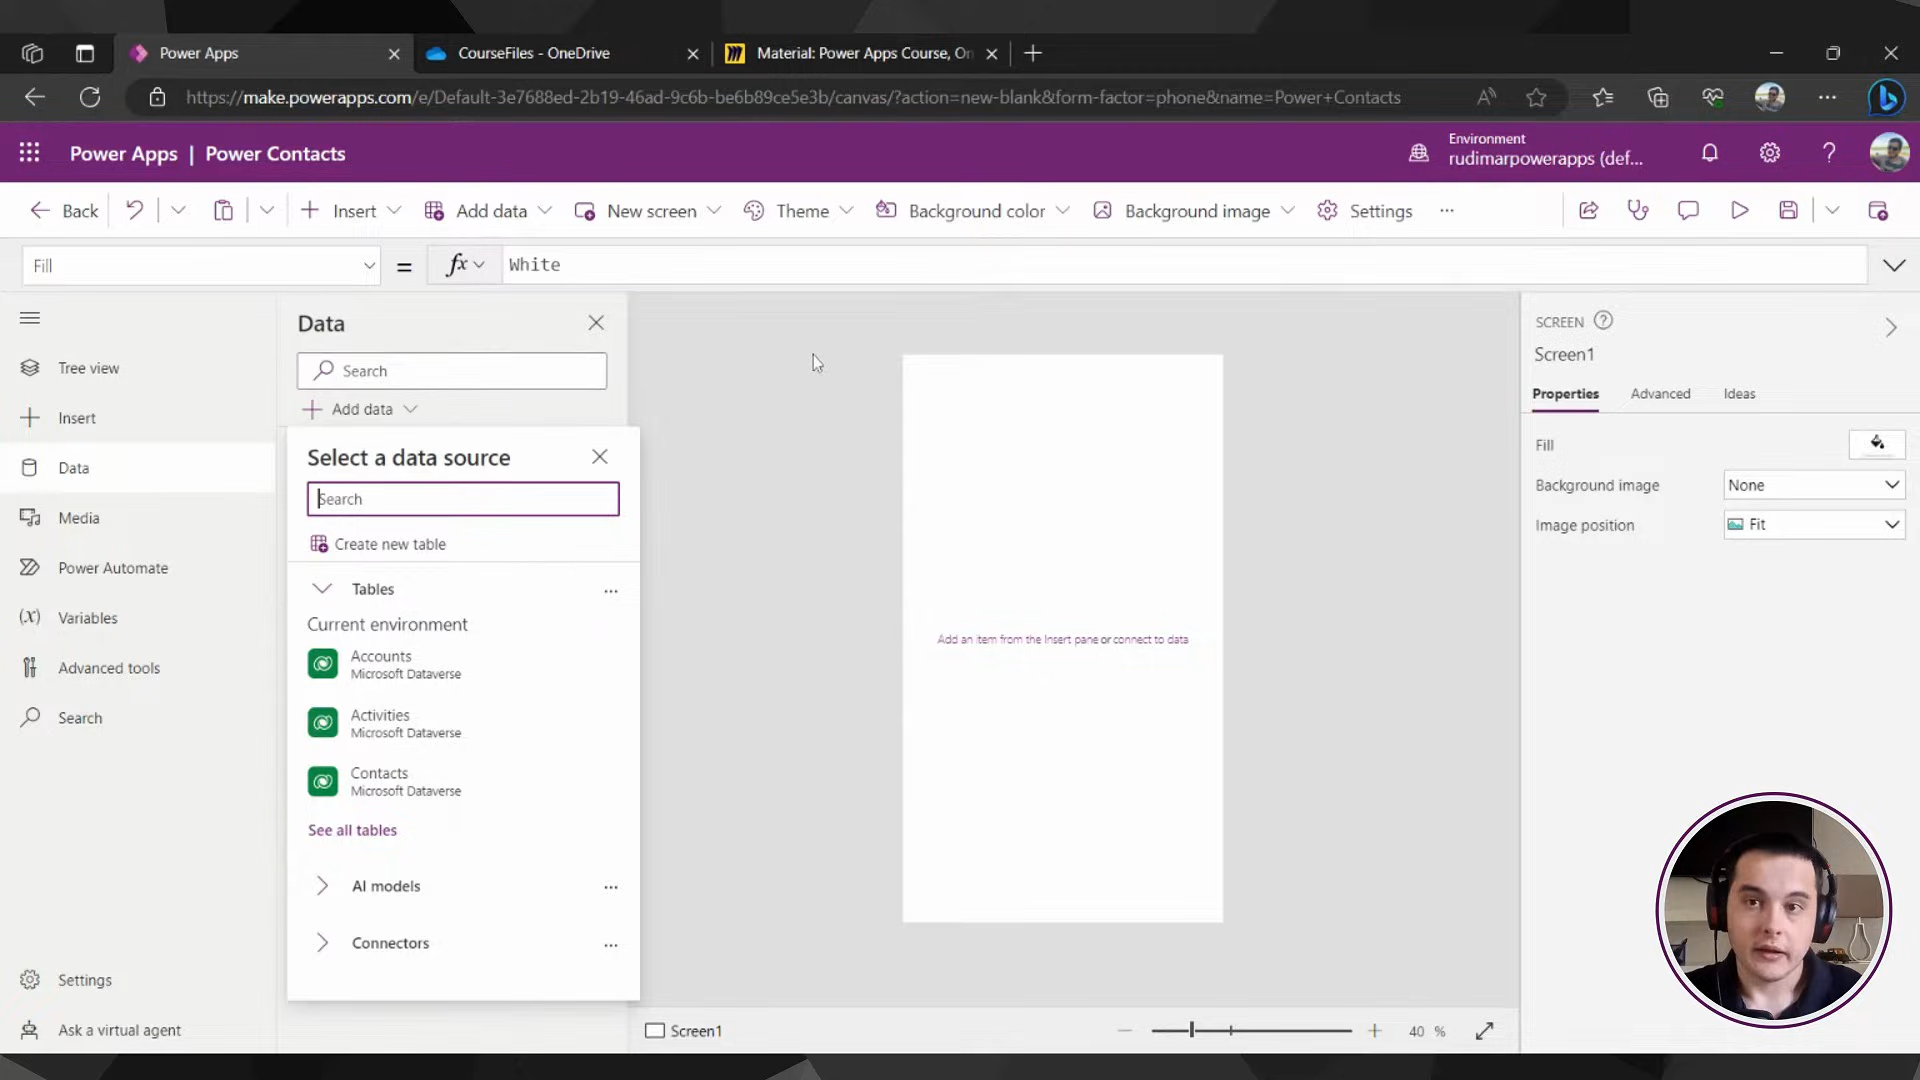 Power Apps
CourseFiles - OneDrive
Material: Power Apps Course, On
https://make.powerapps.com/e/Default-3e7688ed-2b19-46ad-9c6b-be6b89ce5e3b/canvas/?action=new-blank&form-factor=phone&name=Power+Contacts
Power Apps | Power Contacts
Environment
rudimarpowerapps (def...
Back
Insert
Add data
New screen
Theme
Background color
Background image
Settings
...
Fill
=
fx
White
Data
Search
Add data
Tree view
Insert
Data
Media
Power Automate
(x) Variables
Advanced tools
Search
Settings
Ask a virtual agent
Select a data source
Search
Create new table
Tables
Current environment
Accounts
Microsoft Dataverse
Activities
Microsoft Dataverse
Contacts
Microsoft Dataverse
See all tables
AI models
Connectors
Add an item from the Insert pane or connect to data
Screen1
40 %
SCREEN
Screen1
Properties
Advanced
Ideas
Fill
Background image
None
Image position
Fit